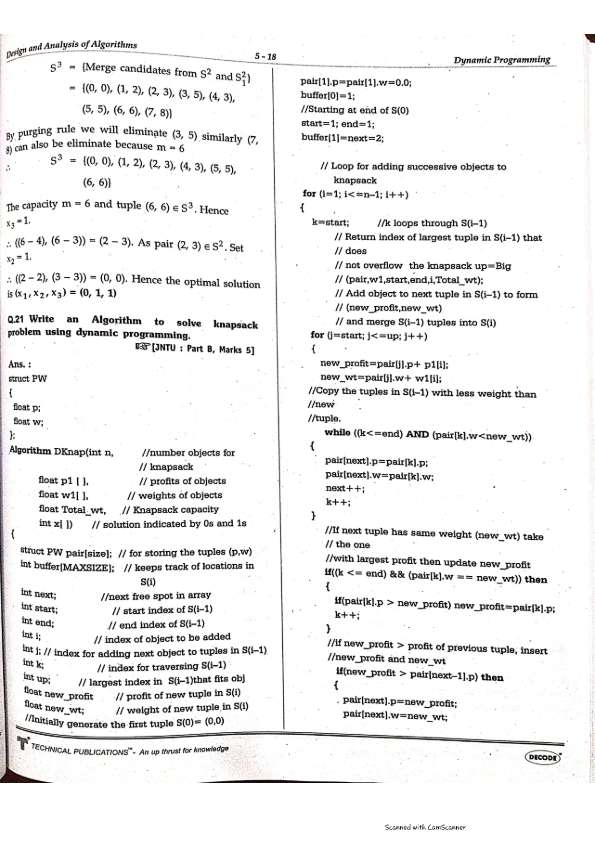 Design and Analysis of Algorithms
5 - 18
Dynamic Programming
S³ = {Merge candidates from S² and S₁²}
= {(0, 0), (1, 2), (2, 3), (3, 5), (4, 3),
(5, 5), (6, 6), (7, 8)}
By purging rule we will eliminate (3, 5) similarly (7,
8) can also be eliminate because m = 6
∴ S³ = {(0, 0), (1, 2), (2, 3), (4, 3), (5, 5),
(6, 6)}
The capacity m = 6 and tuple (6, 6) ∈ S³. Hence
x₃ = 1.
∴ ((6 – 4), (6 – 3)) = (2 – 3). As pair (2, 3) ∈ S². Set
x₂ = 1.
∴ ((2 – 2), (3 – 3)) = (0, 0). Hence the optimal solution
is (x₁, x₂, x₃) = (0, 1, 1)
Q.21 Write an Algorithm to solve knapsack
problem using dynamic programming.
☞ [JNTU : Part B, Marks 5]
Ans. :
struct PW
{
float p;
float w;
};
Algorithm DKnap(int n, //number objects for
// knapsack
float p1 [ ], // profits of objects
float w1[ ], // weights of objects
float Total_wt, // Knapsack capacity
int x[ ]) // solution indicated by 0s and 1s
{
struct PW pair[size]; // for storing the tuples (p,w)
int buffer[MAXSIZE]; // keeps track of locations in
S(i)
int next; //next free spot in array
int start; // start index of S(i–1)
int end; // end index of S(i–1)
int i; // index of object to be added
int j; // index for adding next object to tuples in S(i–1)
int k; // index for traversing S(i–1)
int up; // largest index in S(i–1)that fits obj
float new_profit // profit of new tuple in S(i)
float new_wt; // weight of new tuple in S(i)
//Initially generate the first tuple S(0)= (0,0)
pair[1].p=pair[1].w=0.0;
buffer[0]=1;
//Starting at end of S(0)
start=1; end=1;
buffer[1]=next=2;
// Loop for adding successive objects to
knapsack
for (i=1; i<=n–1; i++)
{
k=start; //k loops through S(i–1)
// Return index of largest tuple in S(i–1) that
// does
// not overflow the knapsack up=Big
// (pair,w1,start,end,i,Total_wt);
// Add object to next tuple in S(i–1) to form
// (new_profit,new_wt)
// and merge S(i–1) tuples into S(i)
for (j=start; j<=up; j++)
{
new_profit=pair[j].p+ p1[i];
new_wt=pair[j].w+ w1[i];
//Copy the tuples in S(i–1) with less weight than
//new
//tuple.
while ((k<=end) AND (pair[k].w<new_wt))
{
pair[next].p=pair[k].p;
pair[next].w=pair[k].w;
next++;
k++;
}
//If next tuple has same weight (new_wt) take
// the one
//with largest profit then update new_profit
if((k <= end) && (pair[k].w == new_wt)) then
{
if(pair[k].p > new_profit) new_profit=pair[k].p;
k++;
}
//if new_profit > profit of previous tuple, insert
//new_profit and new_wt
if(new_profit > pair[next–1].p) then
{
pair[next].p=new_profit;
pair[next].w=new_wt;
TECHNICAL PUBLICATIONS™ - An up thrust for knowledge
DECODE
Scanned with CamScanner